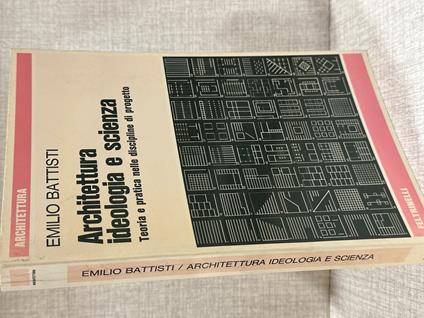 ARCHITETTURA
EMILIO BATTISTI
Architettura
ideologia e scienza
Teoria e pratica nelle discipline di progetto
FELTRINELLI
EMILIO BATTISTI / ARCHITETTURA IDEOLOGIA E SCIENZA